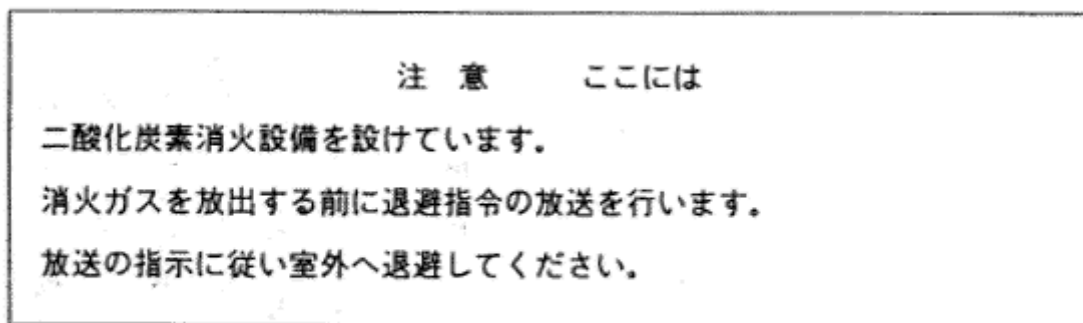 注 意　　ここには
二酸化炭素消火設備を設けています。
消火ガスを放出する前に退避指令の放送を行います。
放送の指示に従い室外へ退避してください。